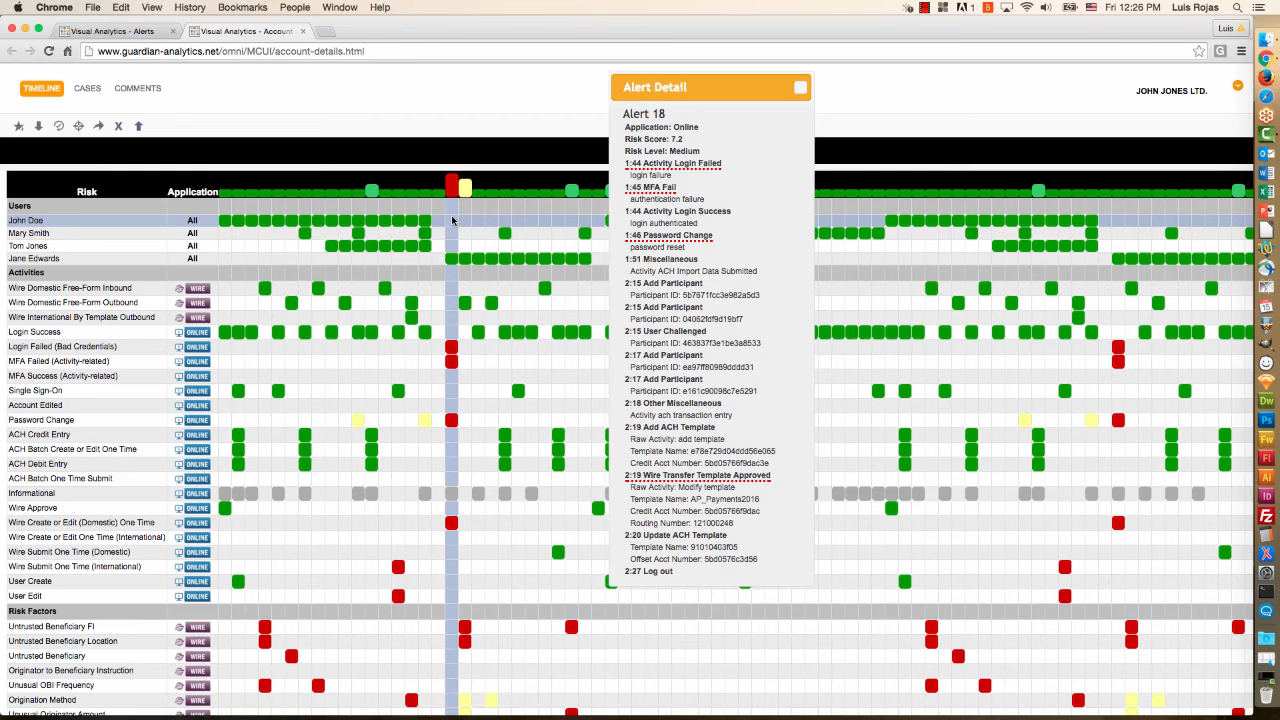 Chrome File Edit View History Bookmarks People Window Help 1 Fri 12:26 PM Luis Rojas
Visual Analytics - Alerts × Visual Analytics - Account × Luis
www.guardian-analytics.net/omni/MCUI/account-details.html
TIMELINE CASES COMMENTS JOHN JONES LTD.
Risk Application
Users
John Doe All
Mary Smith All
Tom Jones All
Jane Edwards All
Activities
Wire Domestic Free-Form Inbound WIRE
Wire Domestic Free-Form Outbound WIRE
Wire International By Template Outbound WIRE
Login Success ONLINE
Login Failed (Bad Credentials) ONLINE
MFA Failed (Activity-related) ONLINE
MFA Success (Activity-related) ONLINE
Single Sign-On ONLINE
Account Edited ONLINE
Password Change ONLINE
ACH Credit Entry ONLINE
ACH Batch Create or Edit One Time ONLINE
ACH Debit Entry ONLINE
ACH Batch One Time Submit ONLINE
Informational ONLINE
Wire Approve ONLINE
Wire Create or Edit (Domestic) One Time ONLINE
Wire Create or Edit One Time (International) ONLINE
Wire Submit One Time (Domestic) ONLINE
Wire Submit One Time (International) ONLINE
User Create ONLINE
User Edit ONLINE
Risk Factors
Untrusted Beneficiary FI WIRE
Untrusted Beneficiary Location WIRE
Untrusted Beneficiary WIRE
Originator to Beneficiary Instruction WIRE
Unusual OBI Frequency WIRE
Origination Method WIRE
Unusual Originator Amount
Alert Detail
Alert 18
Application: Online
Risk Score: 7.2
Risk Level: Medium
1:44 Activity Login Failed
login failure
1:45 MFA Fail
authentication failure
1:44 Activity Login Success
login authenticated
1:46 Password Change
password reset
1:51 Miscellaneous
Activity ACH Import Data Submitted
2:15 Add Participant
Participant ID: 5b7671fcc3e982a5d3
2:15 Add Participant
Participant ID: 04062fdf9d19bf7
2:15 User Challenged
Participant ID: 463837f3e1be3a8533
2:17 Add Participant
Participant ID: ea97ff80989dddd31
2:17 Add Participant
Participant ID: e161c90098c7e5291
2:18 Other Miscellaneous
Activity ach transaction entry
2:19 Add ACH Template
Raw Activity: add template
Template Name: e78e729d04ddd56e065
Credit Acct Number: 5bd05766f9dac3e
2:19 Wire Transfer Template Approved
Raw Activity: Modify template
Template Name: AP_Payments2016
Credit Acct Number: 5bd05766f9dac
Routing Number: 121000248
2:20 Update ACH Template
Template Name: 91010403f05
Offset Acct Number: 5bd0576c3d56
2:27 Log out